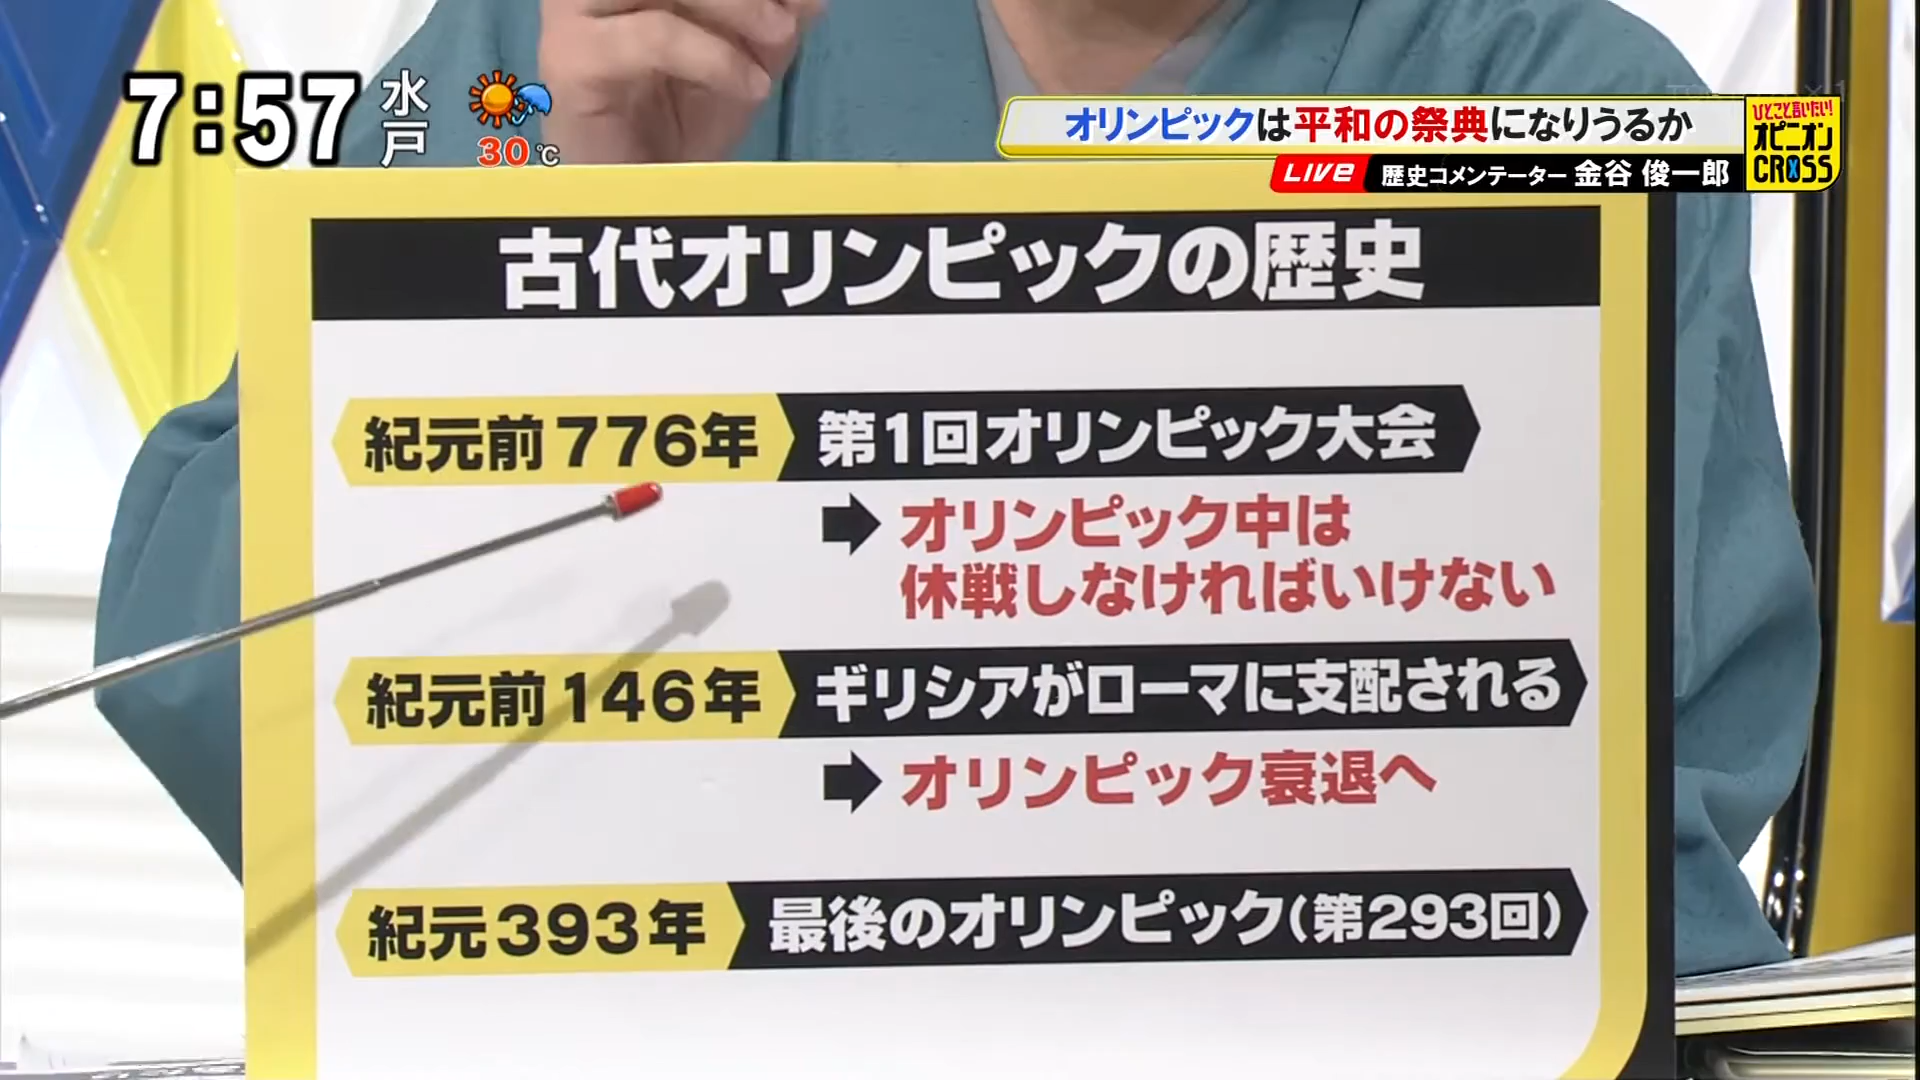 7:57
水戸
30℃
オリンピックは平和の祭典になりうるか
ひとこと言いたい!
オピニオン
CROSS
LIVE 歴史コメンテーター 金谷 俊一郎
古代オリンピックの歴史
紀元前776年 第1回オリンピック大会
オリンピック中は
休戦しなければいけない
紀元前146年 ギリシアがローマに支配される
オリンピック衰退へ
紀元393年 最後のオリンピック(第293回)